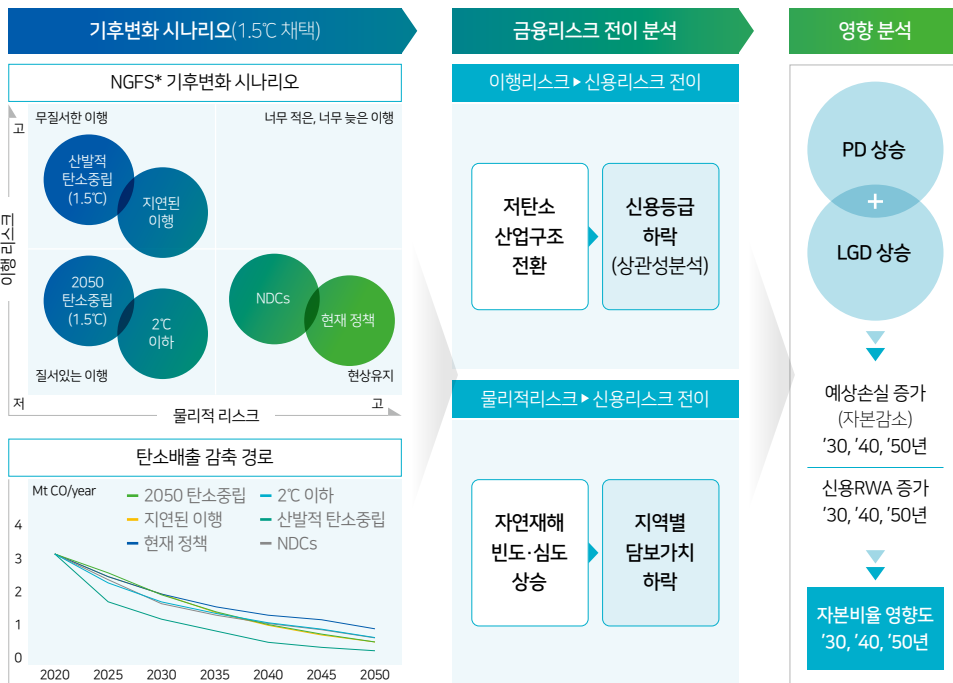 기후변화 시나리오(1.5℃ 채택)
NGFS* 기후변화 시나리오
고
무질서한 이행
너무 적은, 너무 늦은 이행
산발적
탄소중립
(1.5℃)
지연된
이행
이행 리스크
2050
탄소중립
(1.5℃)
2℃
이하
NDCs
현재 정책
질서있는 이행
현상유지
저
물리적 리스크
고
탄소배출 감축 경로
Mt CO/year
2050 탄소중립
2℃ 이하
지연된 이행
산발적 탄소중립
현재 정책
NDCs
4
3
2
1
0
2020 2025 2030 2035 2040 2045 2050
금융리스크 전이 분석
이행리스크▶신용리스크 전이
저탄소
산업구조
전환
신용등급
하락
(상관성분석)
물리적리스크▶신용리스크 전이
자연재해
빈도·심도
상승
지역별
담보가치
하락
영향 분석
PD 상승
+
LGD 상승
예상손실 증가
(자본감소)
'30, '40, '50년
신용RWA 증가
'30, '40, '50년
자본비율 영향도
'30, '40, '50년